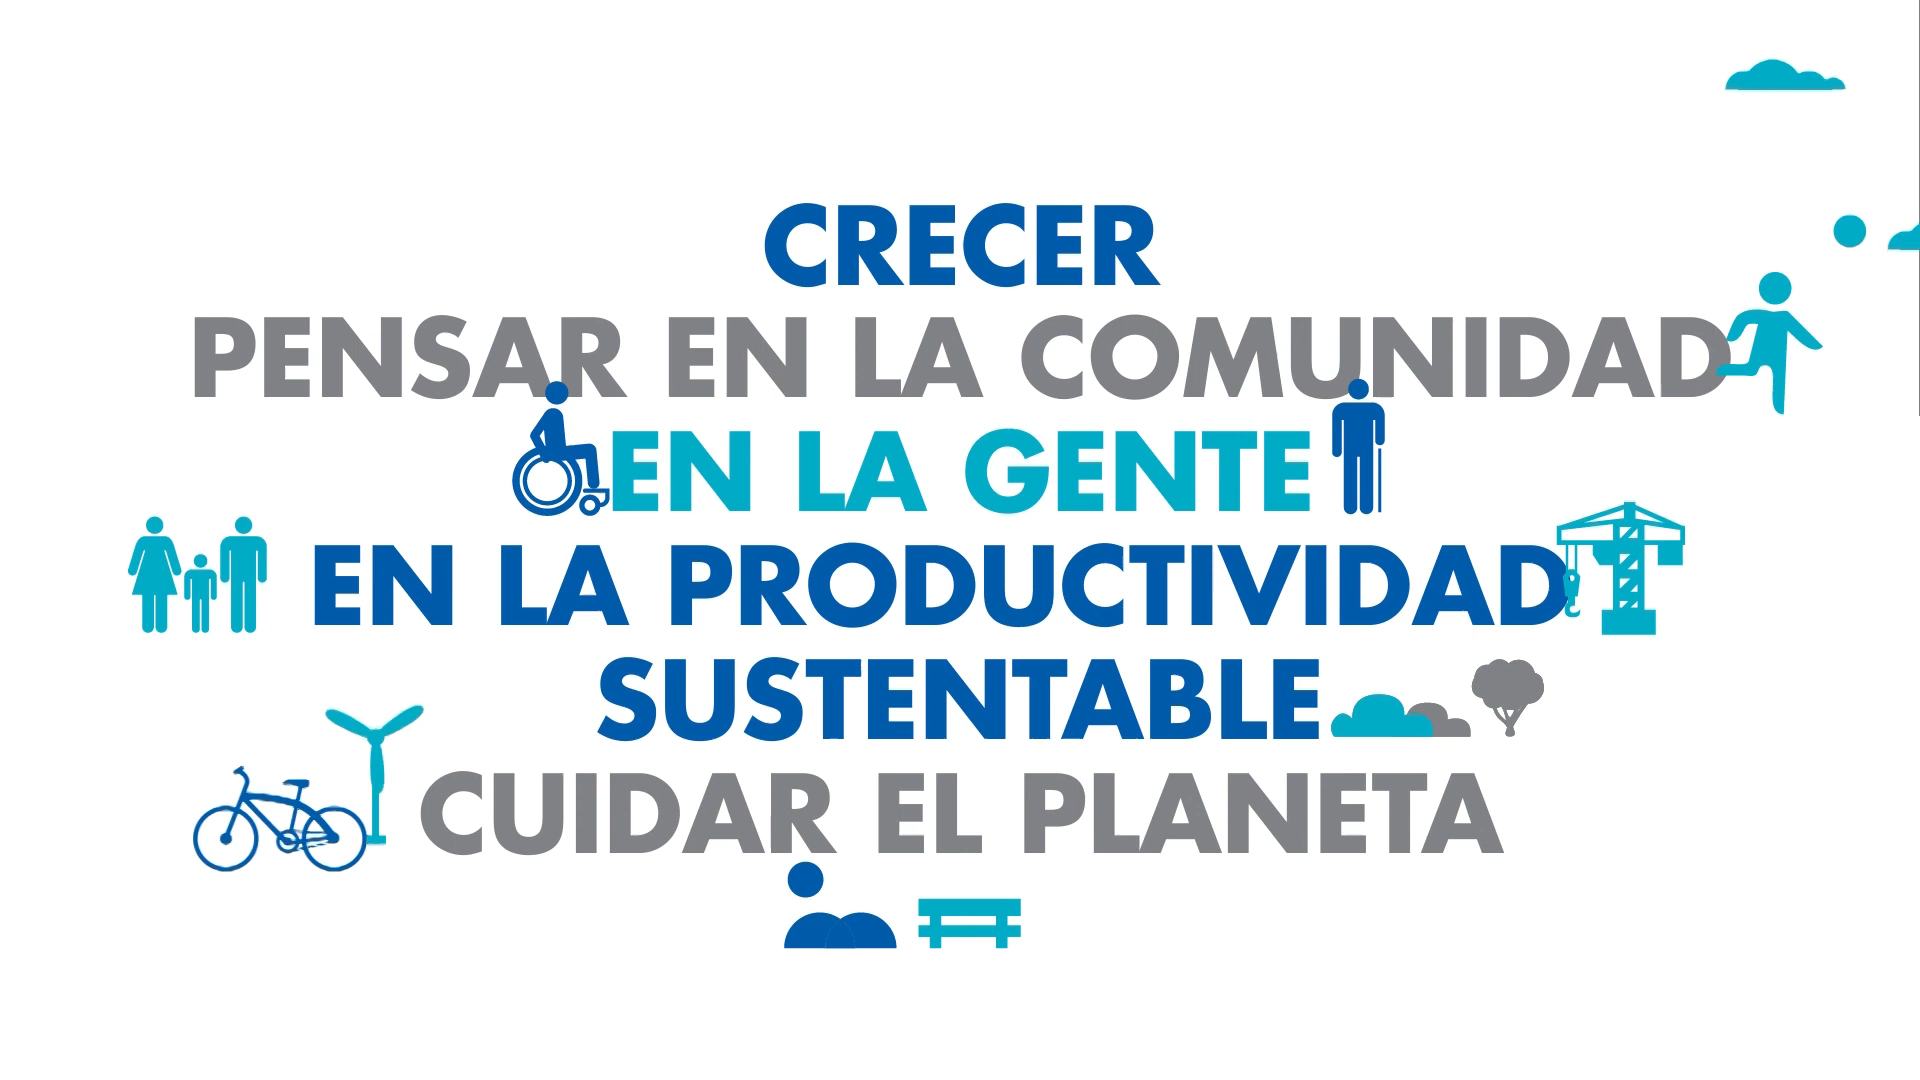 CRECER
PENSAR EN LA COMUNIDAD
EN LA GENTE
EN LA PRODUCTIVIDAD
SUSTENTABLE
CUIDAR EL PLANETA